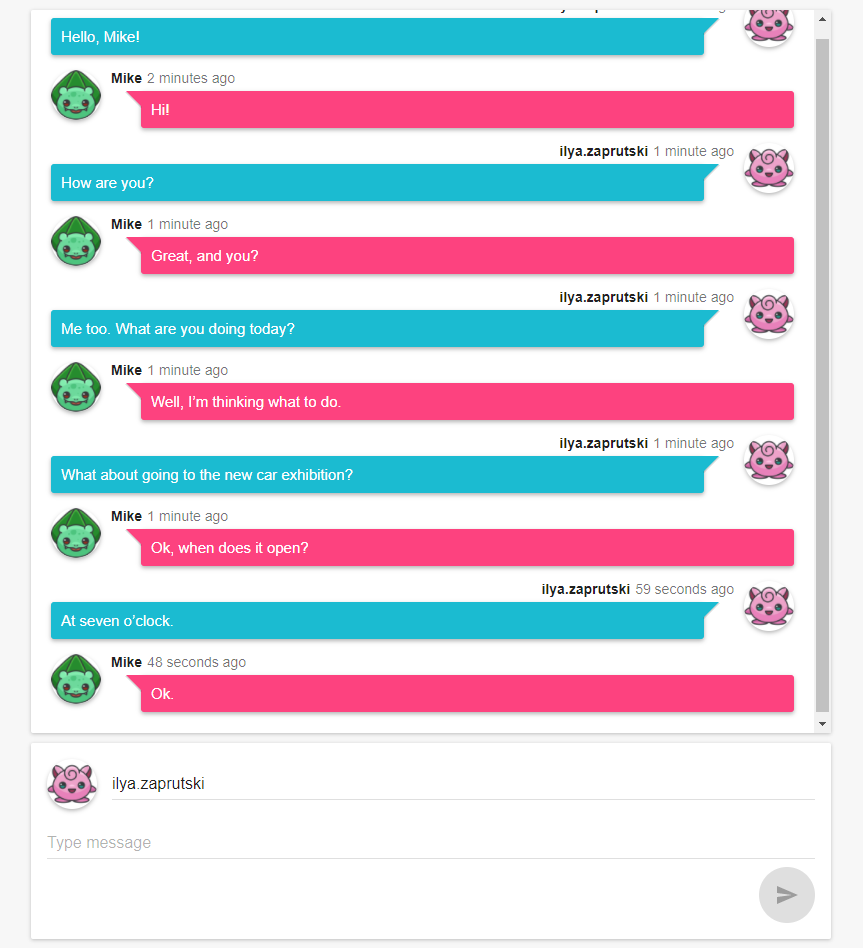 Hello, Mike!
Mike 2 minutes ago
Hi!
ilya.zaprutski 1 minute ago
How are you?
Mike 1 minute ago
Great, and you?
ilya.zaprutski 1 minute ago
Me too. What are you doing today?
Mike 1 minute ago
Well, I’m thinking what to do.
ilya.zaprutski 1 minute ago
What about going to the new car exhibition?
Mike 1 minute ago
Ok, when does it open?
ilya.zaprutski 59 seconds ago
At seven o’clock.
Mike 48 seconds ago
Ok.
ilya.zaprutski
Type message